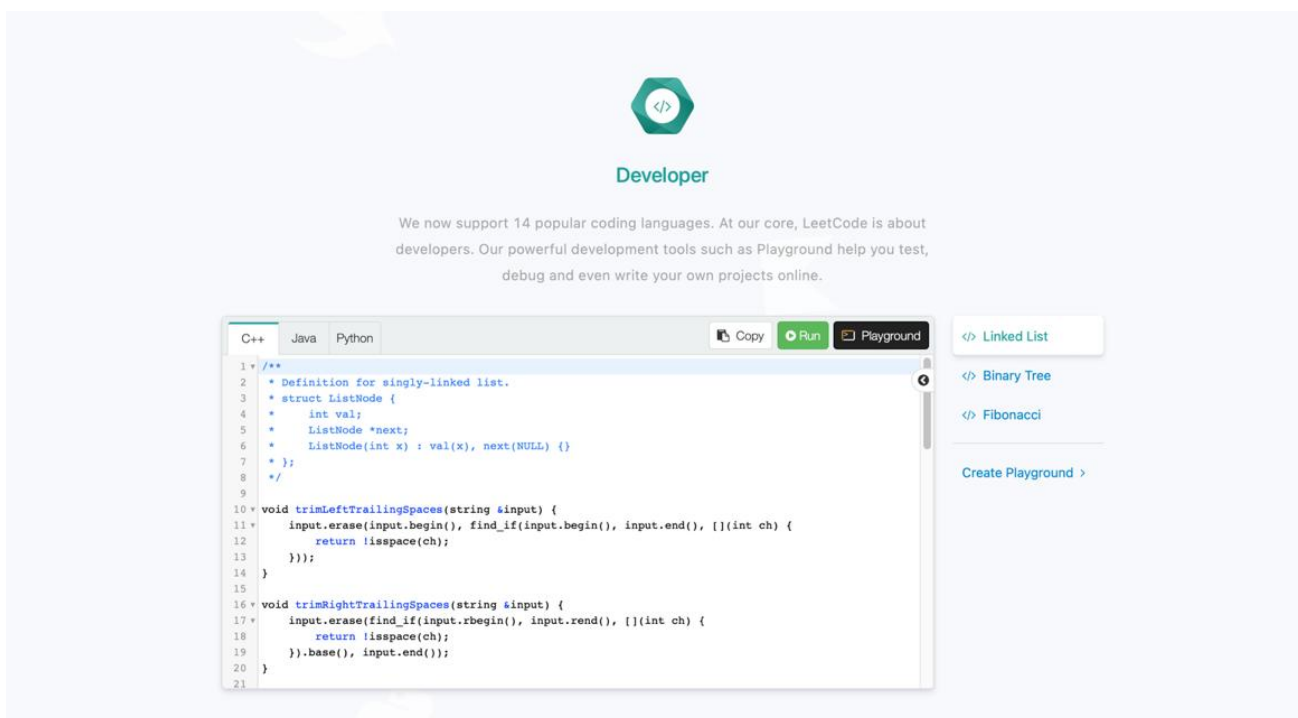 </>
Developer
We now support 14 popular coding languages. At our core, LeetCode is about
developers. Our powerful development tools such as Playground help you test,
debug and even write your own projects online.
C++ Java Python Copy Run Playground
1 /**
2  * Definition for singly-linked list.
3  * struct ListNode {
4  *     int val;
5  *     ListNode *next;
6  *     ListNode(int x) : val(x), next(NULL) {}
7  * };
8  */
9
10 void trimLeftTrailingSpaces(string &input) {
11     input.erase(input.begin(), find_if(input.begin(), input.end(), [](int ch) {
12         return !isspace(ch);
13     }));
14 }
15
16 void trimRightTrailingSpaces(string &input) {
17     input.erase(find_if(input.rbegin(), input.rend(), [](int ch) {
18         return !isspace(ch);
19     }).base(), input.end());
20 }
21
</> Linked List
</> Binary Tree
</> Fibonacci
Create Playground >